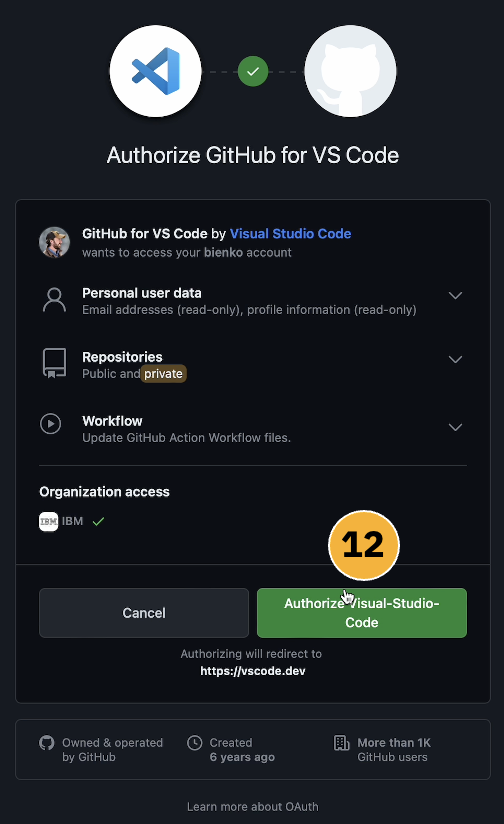 Authorize GitHub for VS Code
GitHub for VS Code by Visual Studio Code
wants to access your bienko account
Personal user data
Email addresses (read-only), profile information (read-only)
Repositories
Public and private
Workflow
Update GitHub Action Workflow files.
Organization access
IBM IBM
12
Cancel
Authorize Visual-Studio-
Code
Authorizing will redirect to
https://vscode.dev
Owned & operated
by GitHub
Created
6 years ago
More than 1K
GitHub users
Learn more about OAuth